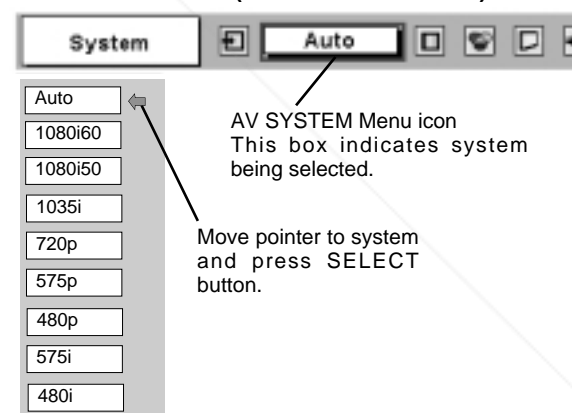 System
Auto
AV SYSTEM Menu icon
This box indicates system
being selected.
Auto
1080i60
1080i50
1035i
720p
575p
480p
575i
480i
Move pointer to system
and press SELECT
button.